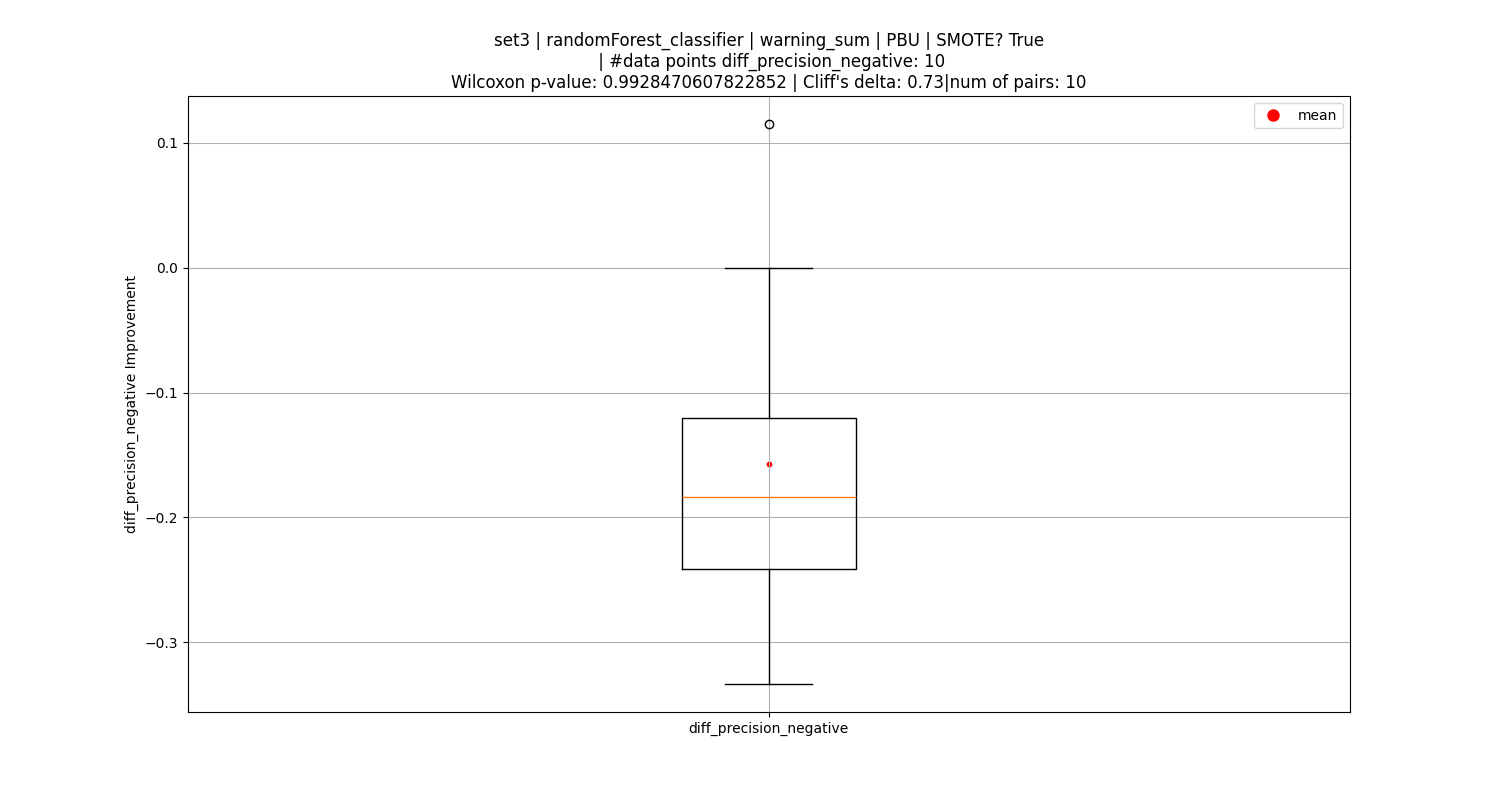 set3 | randomForest_classifier | warning_sum | PBU | SMOTE? True
| #data points diff_precision_negative: 10
Wilcoxon p-value: 0.9928470607822852 | Cliff's delta: 0.73|num of pairs: 10
mean
0.1
0.0
−0.1
−0.2
−0.3
diff_precision_negative Improvement
diff_precision_negative